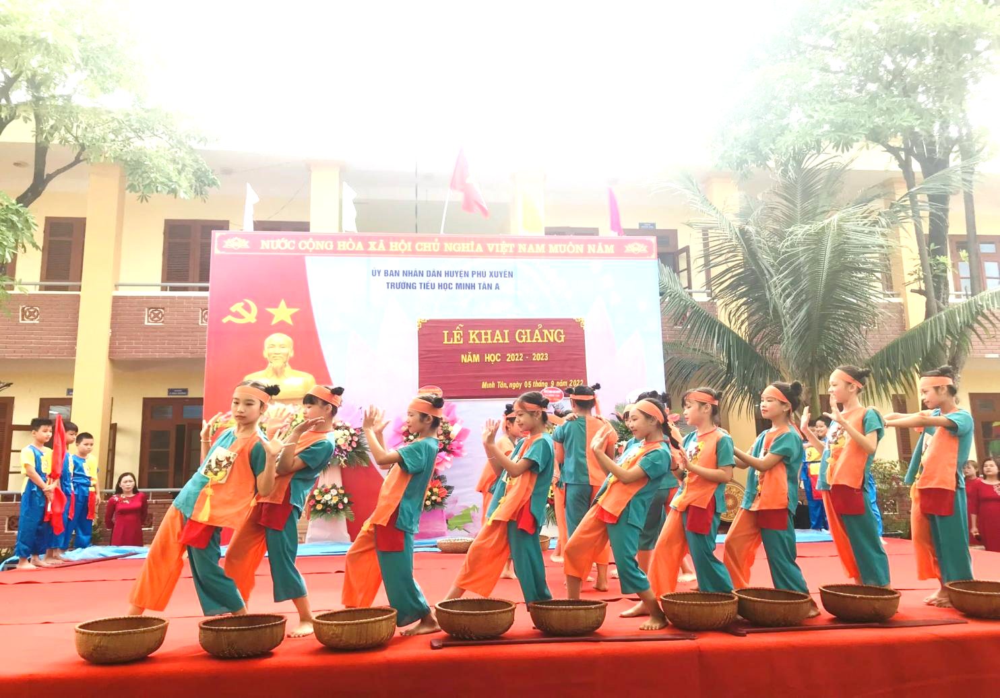 NƯỚC CỘNG HÒA XÃ HỘI CHỦ NGHĨA VIỆT NAM MUÔN NĂM
ỦY BAN NHÂN DÂN HUYỆN PHÚ XUYÊN
TRƯỜNG TIỂU HỌC MINH TÂN A
LỄ KHAI GIẢNG
NĂM HỌC 2022 - 2023
Minh Tân, ngày 05 tháng 9 năm 2022